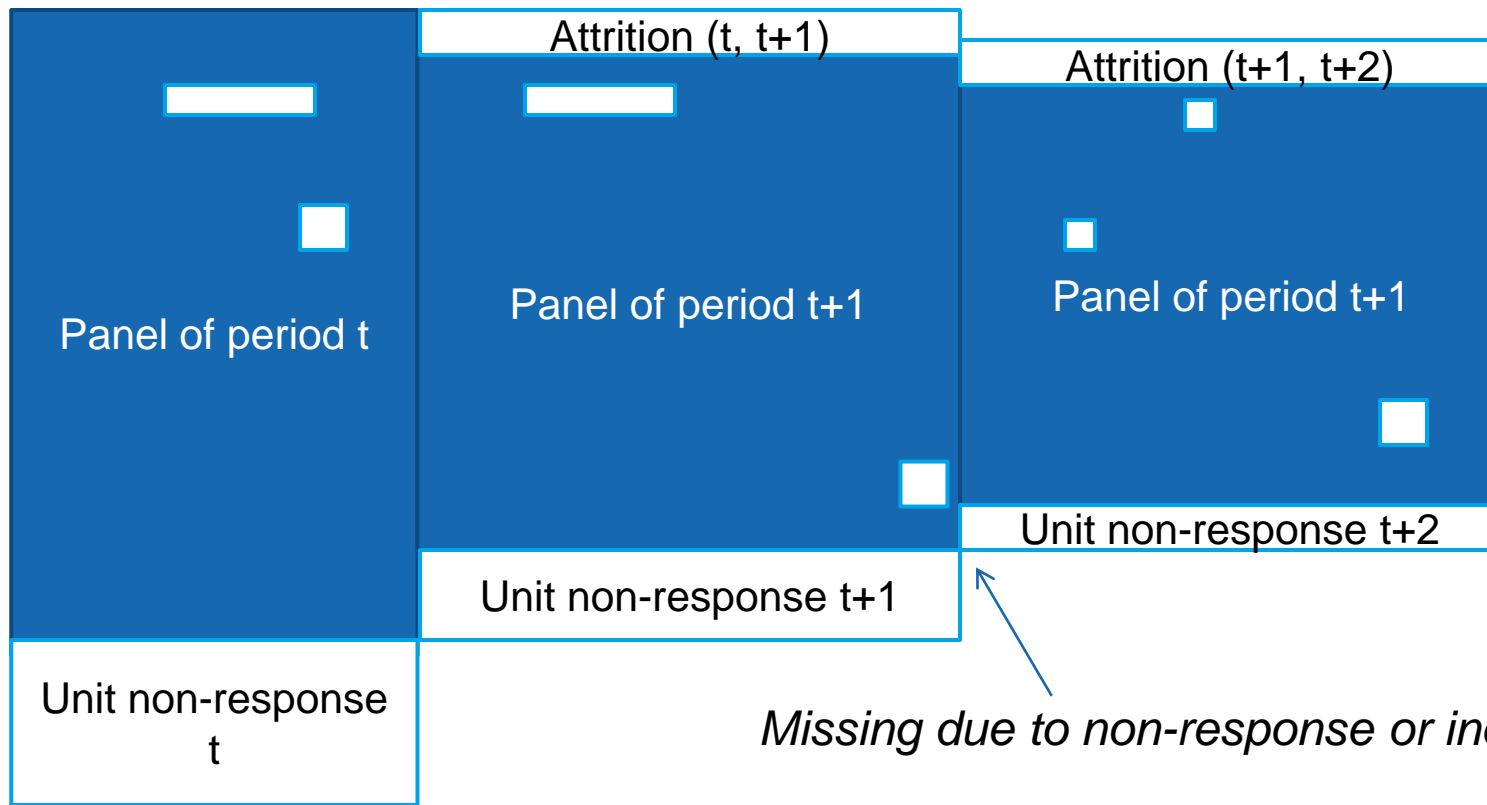 Attrition (t, t+1)
Attrition (t+1, t+2)
Panel of period t
Panel of period t+1
Panel of period t+1
Unit non-response t+2
Unit non-response t+1
Unit non-response
t
Missing due to non-response or